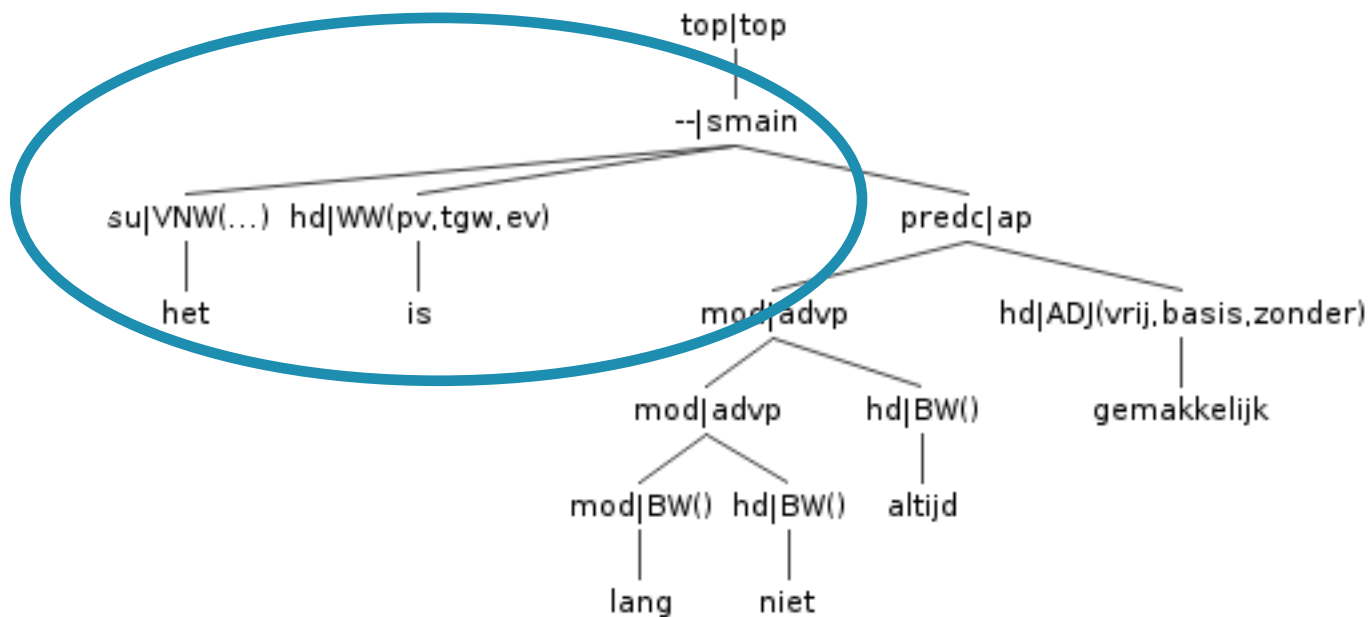 top|top
--|smain
su|VNW(...) hd|WW(pv,tgw,ev) predc|ap
het is mod|advp hd|ADJ(vrij,basis,zonder)
mod|advp hd|BW() gemakkelijk
mod|BW() hd|BW() altijd
lang niet